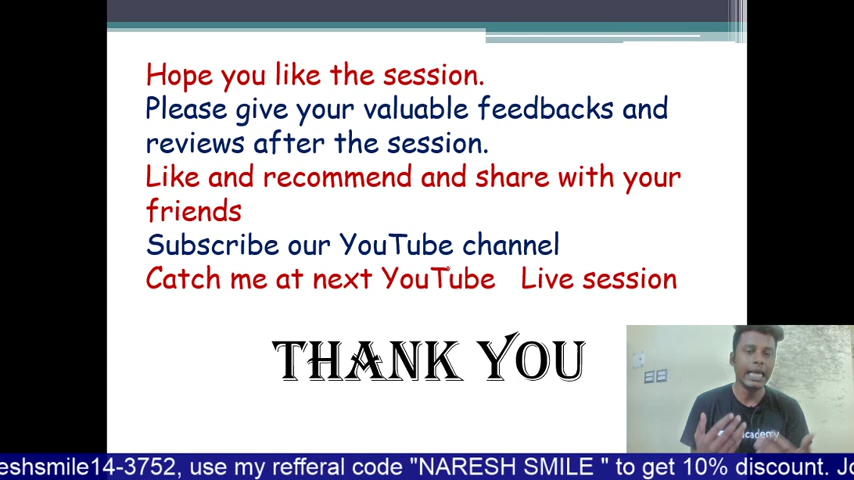 Hope you like the session.
Please give your valuable feedbacks and
reviews after the session.
Like and recommend and share with your
friends
Subscribe our YouTube channel
Catch me at next YouTube Live session
THANK YOU
eshsmile14-3752, use my refferal code "NARESH SMILE " to get 10% discount. Jo